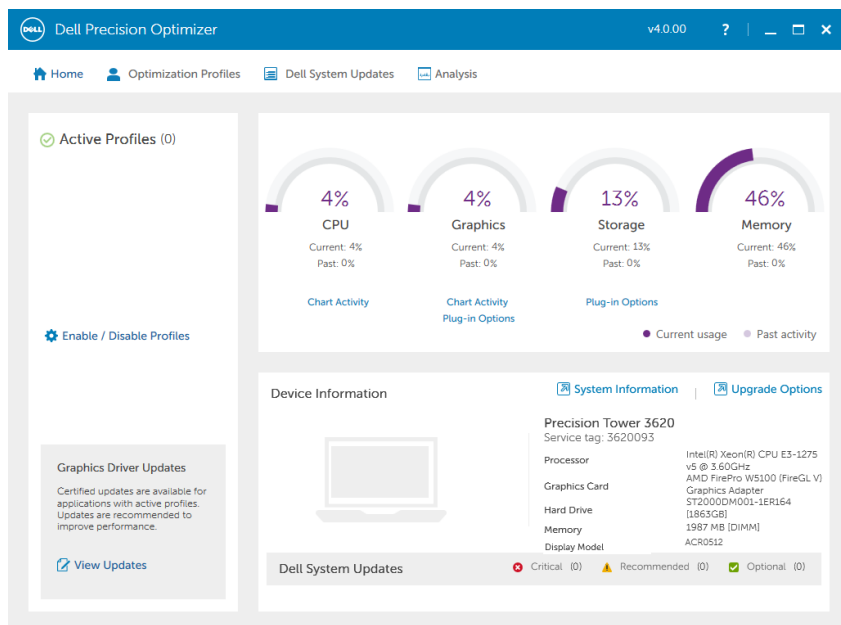 DELL Dell Precision Optimizer v4.0.00 ?
Home Optimization Profiles Dell System Updates Analysis
Active Profiles (0)
Enable / Disable Profiles
Graphics Driver Updates
Certified updates are available for
applications with active profiles.
Updates are recommended to
improve performance.
View Updates
4%
CPU
Current: 4%
Past: 0%
Chart Activity
4%
Graphics
Current: 4%
Past: 0%
Chart Activity
Plug-in Options
13%
Storage
Current: 13%
Past: 0%
Plug-in Options
46%
Memory
Current: 46%
Past: 0%
Current usage Past activity
Device Information
System Information | Upgrade Options
Precision Tower 3620
Service tag: 3620093
Processor Intel(R) Xeon(R) CPU E3-1275
v5 @ 3.60GHz
Graphics Card AMD FirePro W5100 (FireGL V)
Graphics Adapter
Hard Drive ST2000DM001-1ER164
[1863GB]
Memory 1987 MB [DIMM]
Display Model ACR0512
Dell System Updates Critical (0) Recommended (0) Optional (0)